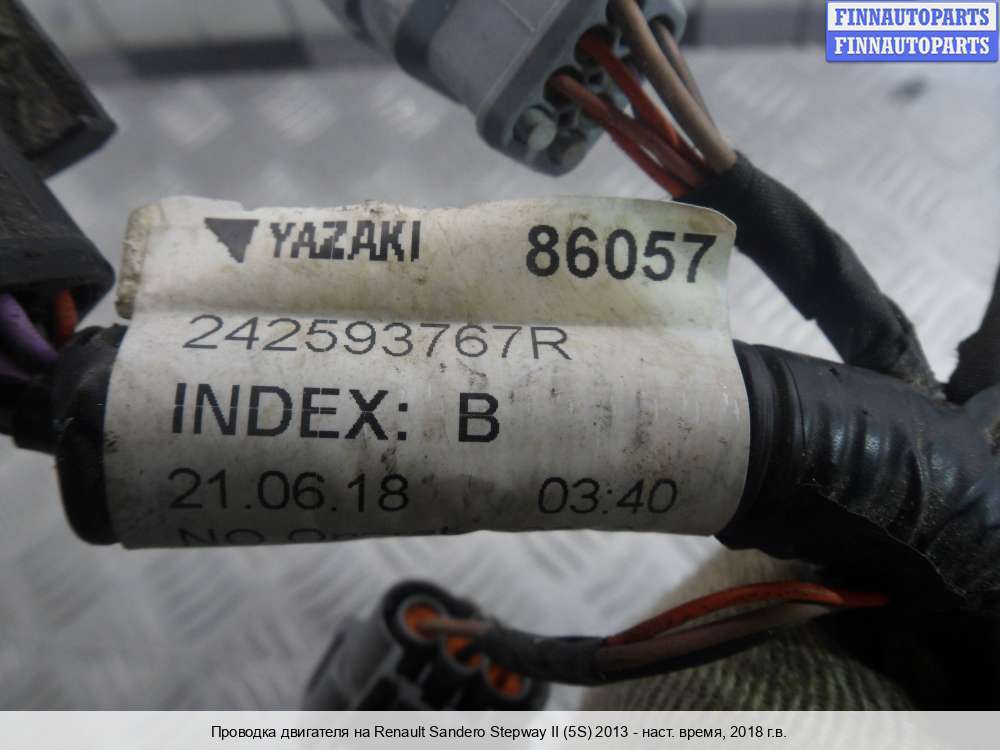 FINNAUTOPARTS
FINNAUTOPARTS
YAZAKI 86057
242593767R
INDEX: B
21.06.18 03:40
Проводка двигателя на Renault Sandero Stepway II (5S) 2013 - наст. время, 2018 г.в.